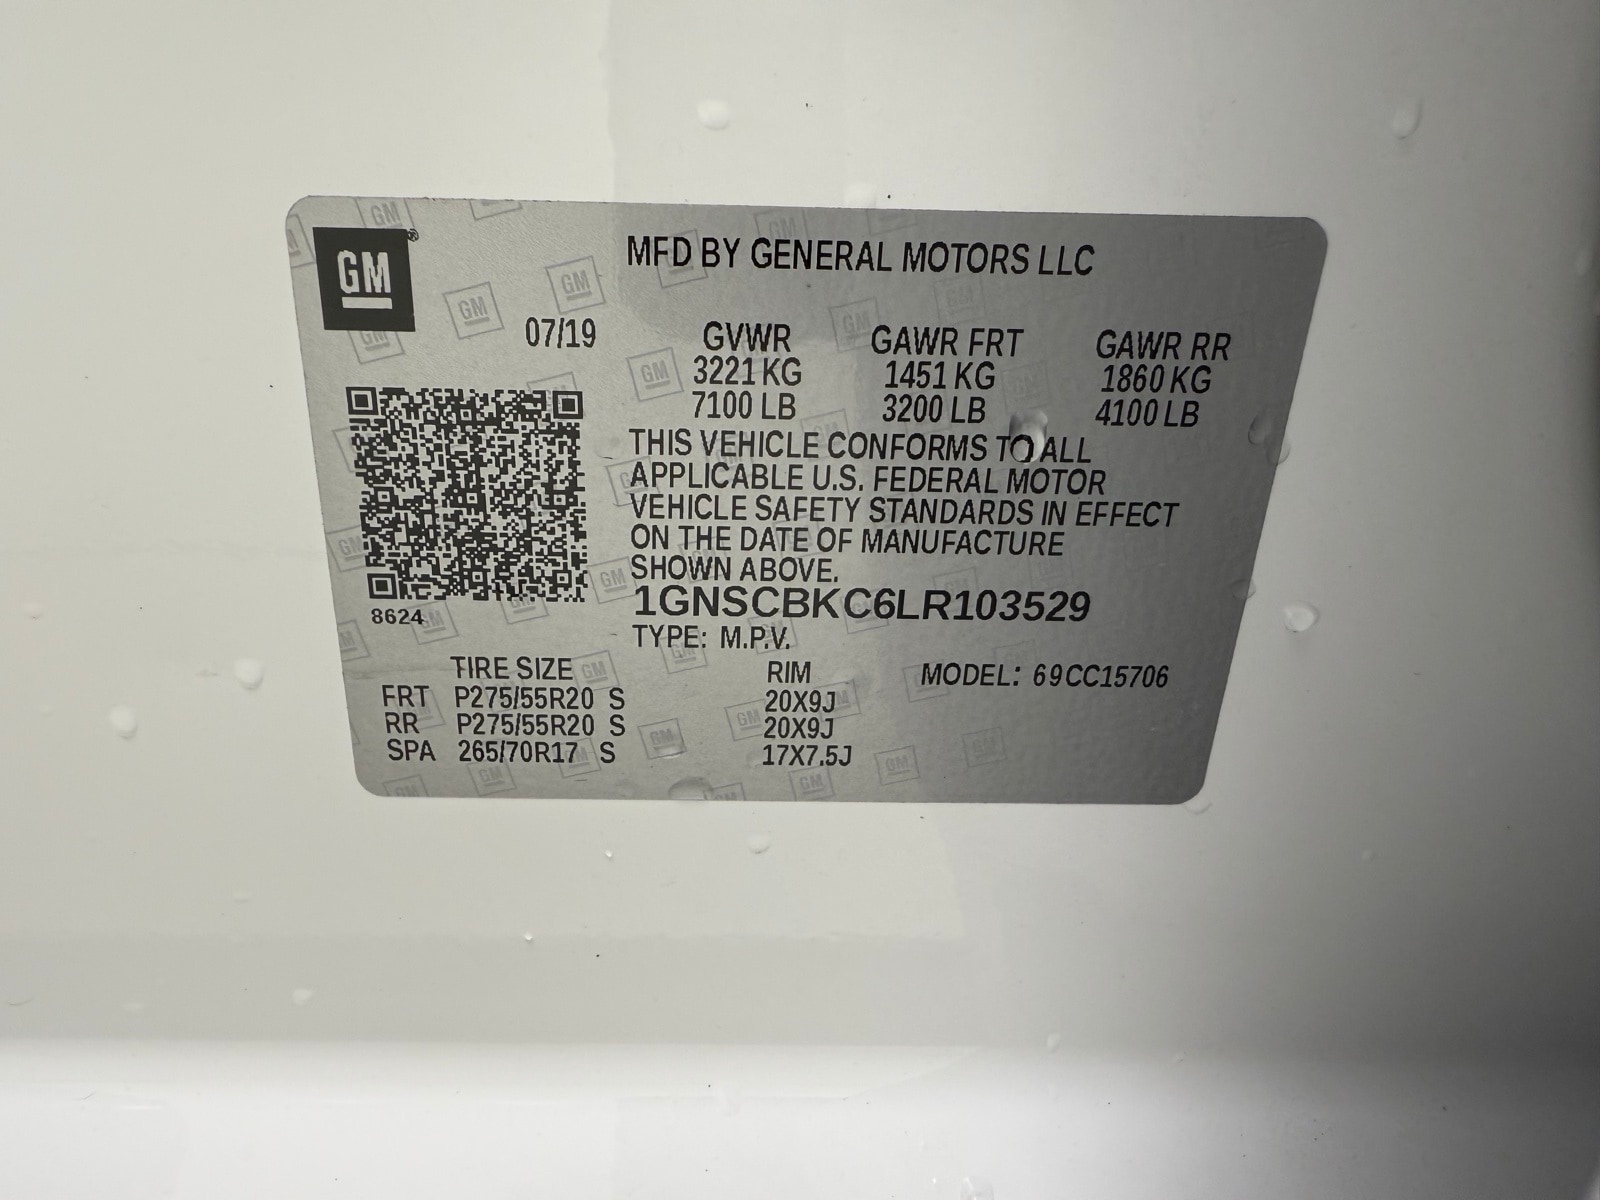 GM
MFD BY GENERAL MOTORS LLC
07/19
GVWR GAWR FRT GAWR RR
3221 KG 1451 KG 1860 KG
7100 LB 3200 LB 4100 LB
THIS VEHICLE CONFORMS TO ALL
APPLICABLE U.S. FEDERAL MOTOR
VEHICLE SAFETY STANDARDS IN EFFECT
ON THE DATE OF MANUFACTURE
SHOWN ABOVE.
1GNSCBKC6LR103529
8624
TYPE: M.P.V.
TIRE SIZE RIM MODEL: 69CC15706
FRT P275/55R20 S 20X9J
RR P275/55R20 S 20X9J
SPA 265/70R17 S 17X7.5J